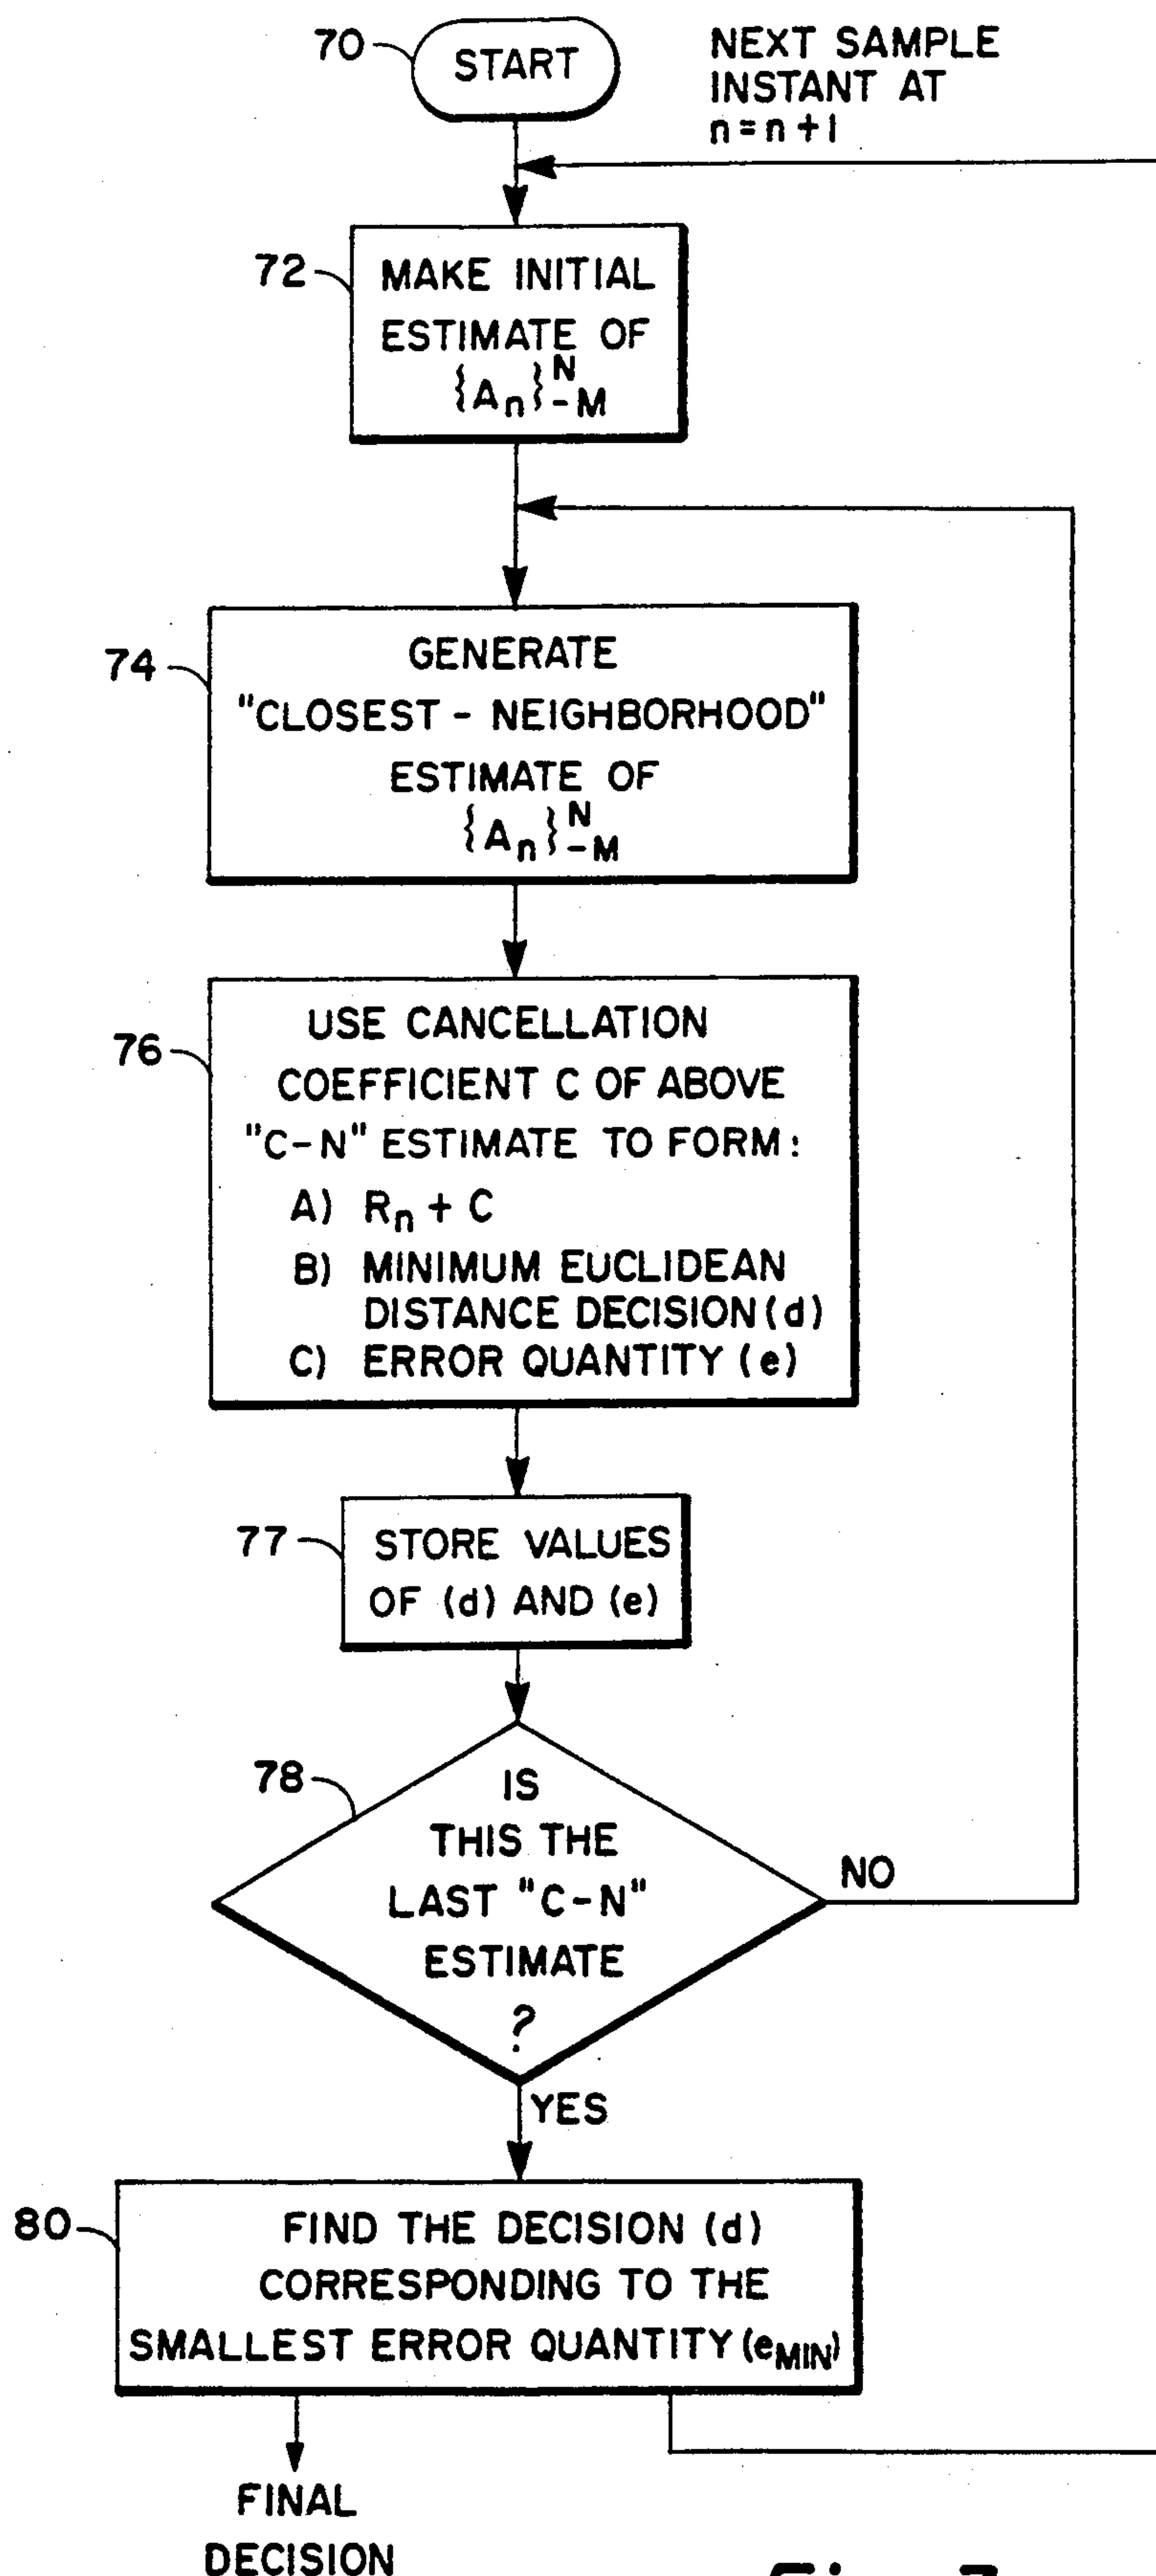 70
START
NEXT SAMPLE
INSTANT AT
n=n+1
72
MAKE INITIAL
ESTIMATE OF
{An}N-M
74
GENERATE
"CLOSEST - NEIGHBORHOOD"
ESTIMATE OF
{An}N-M
76
USE CANCELLATION
COEFFICIENT C OF ABOVE
"C-N" ESTIMATE TO FORM:
A) Rn + C
B) MINIMUM EUCLIDEAN
DISTANCE DECISION (d)
C) ERROR QUANTITY (e)
77
STORE VALUES
OF (d) AND (e)
78
IS
THIS THE
LAST "C-N"
ESTIMATE
?
NO
YES
80
FIND THE DECISION (d)
CORRESPONDING TO THE
SMALLEST ERROR QUANTITY (eMIN)
FINAL
DECISION